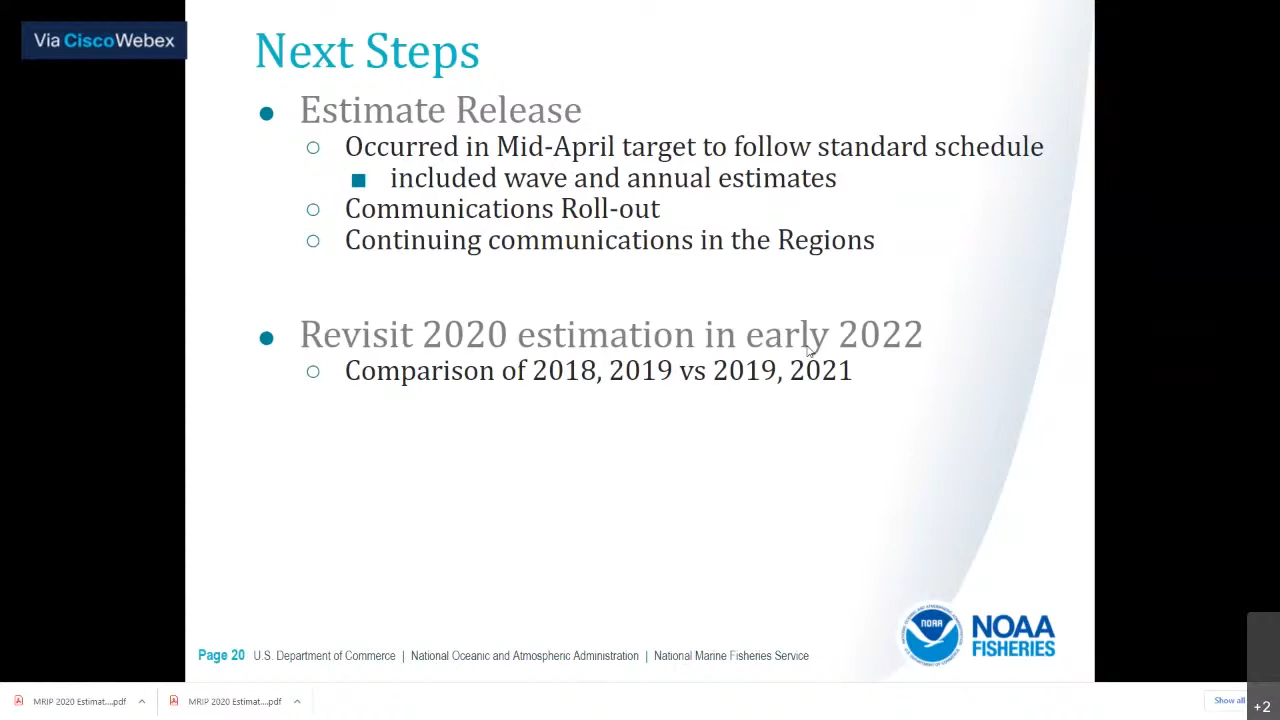 Via Cisco Webex
Next Steps
Estimate Release
Occurred in Mid-April target to follow standard schedule
included wave and annual estimates
Communications Roll-out
Continuing communications in the Regions
Revisit 2020 estimation in early 2022
Comparison of 2018, 2019 vs 2019, 2021
NOAA
NOAA
FISHERIES
Page 20 U.S. Department of Commerce | National Oceanic and Atmospheric Administration | National Marine Fisheries Service
MRIP 2020 Estimat....pdf
MRIP 2020 Estimat....pdf
Show all
+2